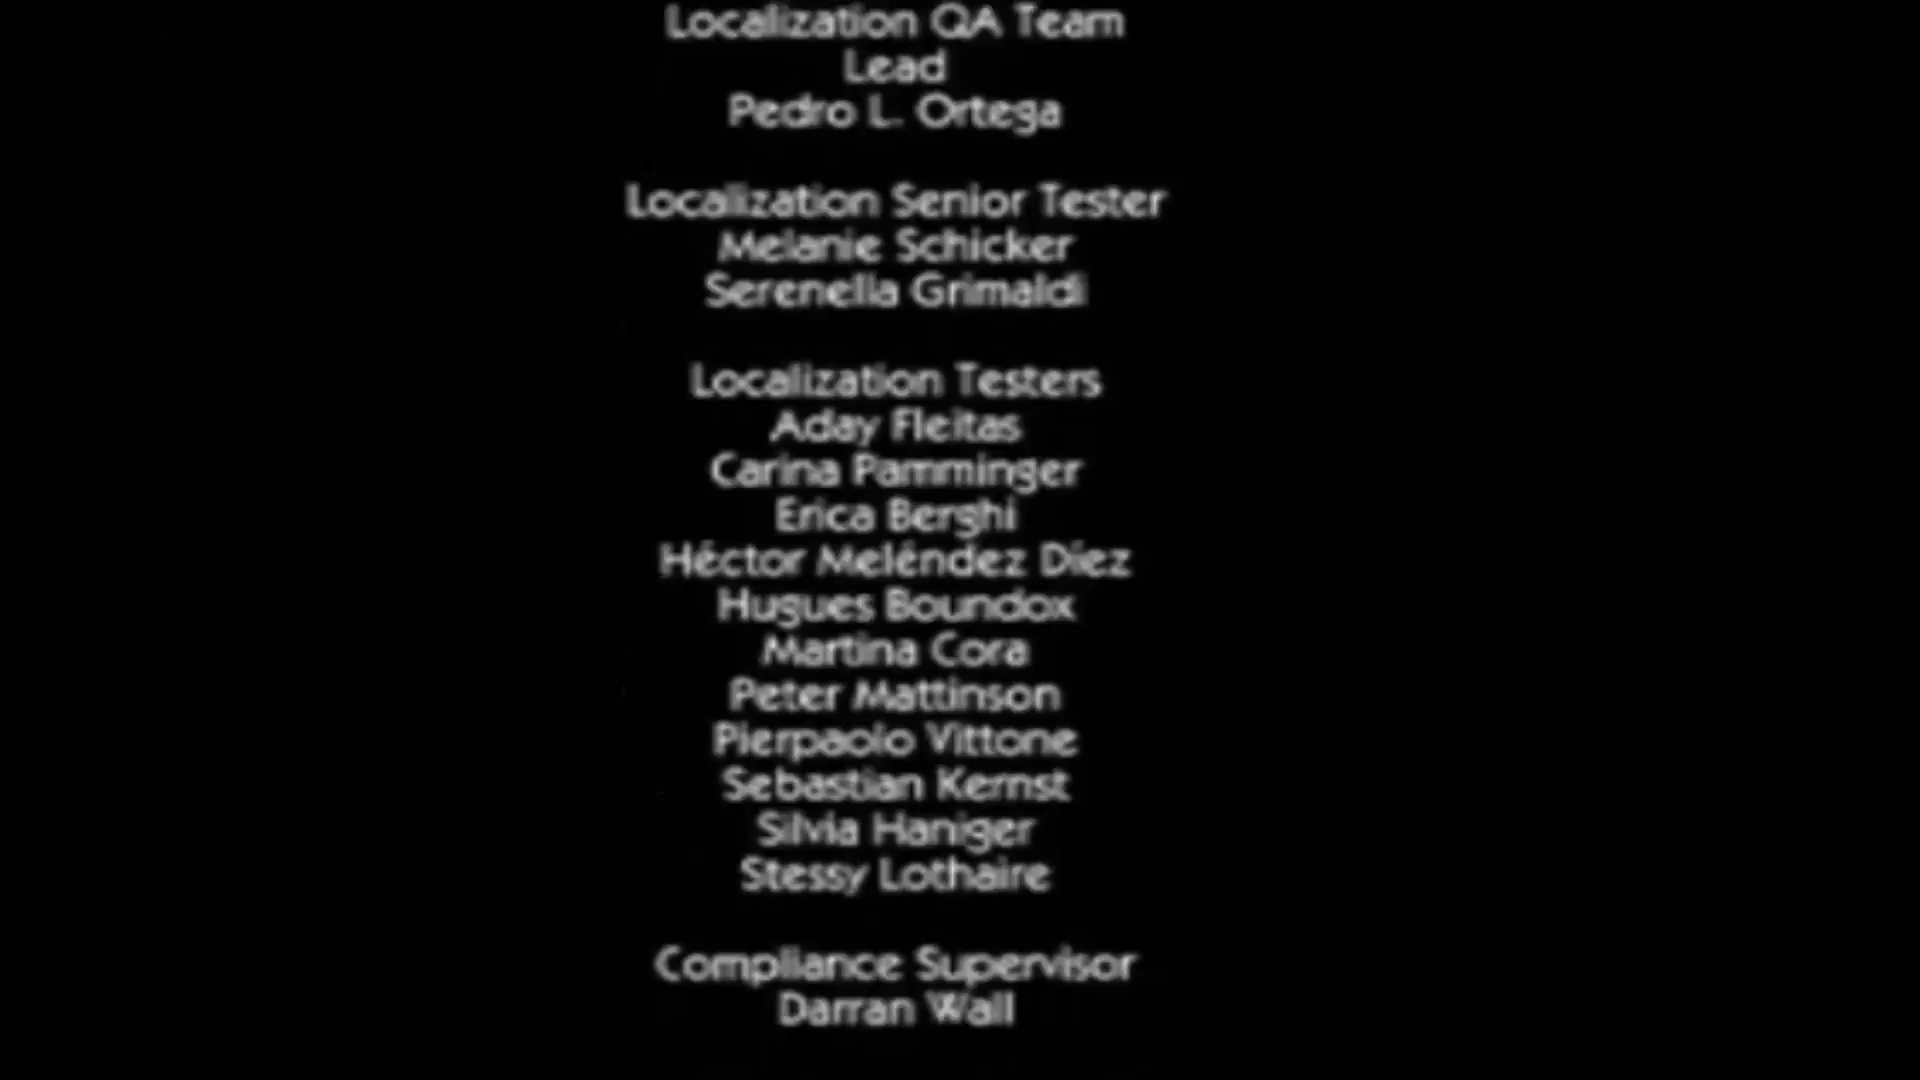 Localization QA Team
Lead
Pedro L. Ortega
Localization Senior Tester
Melanie Schicker
Serenella Grimaldi
Localization Testers
Aday Fleitas
Carina Pamminger
Erica Berghi
Héctor Meléndez Díez
Hugues Boundox
Martina Cora
Peter Mattinson
Pierpaolo Vittone
Sebastian Kernst
Silvia Haniger
Stessy Lothaire
Compliance Supervisor
Darran Wall